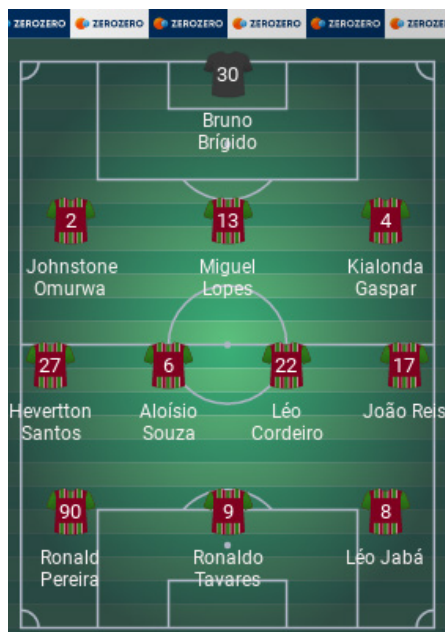 ZEROZERO ZEROZERO ZEROZERO ZEROZERO ZEROZERO ZEROZE
30
Bruno
Brígido
2 13 4
Johnstone Miguel Kialonda
Omurwa Lopes Gaspar
27 6 22 17
Hevertton Aloísio Léo João Reis
Santos Souza Cordeiro
90 9 8
Ronald Ronaldo Léo Jabá
Pereira Tavares